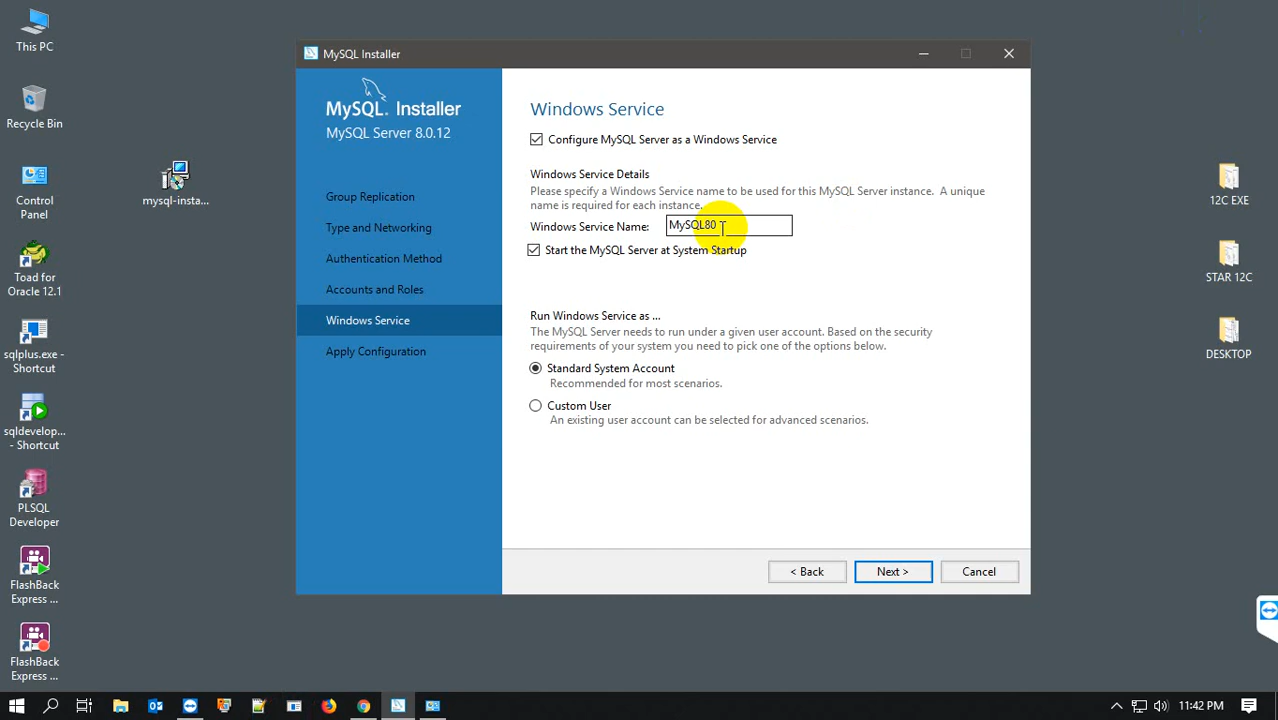 This PC
Recycle Bin
Control
Panel
Toad for
Oracle 12.1
sqlplus.exe -
Shortcut
sqldevelop...
- Shortcut
PLSQL
Developer
FlashBack
Express ...
FlashBack
Express ...
mysql-insta...
MySQL Installer
MySQL. Installer
MySQL Server 8.0.12
Group Replication
Type and Networking
Authentication Method
Accounts and Roles
Windows Service
Apply Configuration
Windows Service
Configure MySQL Server as a Windows Service
Windows Service Details
Please specify a Windows Service name to be used for this MySQL Server instance. A unique
name is required for each instance.
Windows Service Name: MySQL80
Start the MySQL Server at System Startup
Run Windows Service as ...
The MySQL Server needs to run under a given user account. Based on the security
requirements of your system you need to pick one of the options below.
Standard System Account
Recommended for most scenarios.
Custom User
An existing user account can be selected for advanced scenarios.
< Back
Next >
Cancel
12C EXE
STAR 12C
DESKTOP
11:42 PM